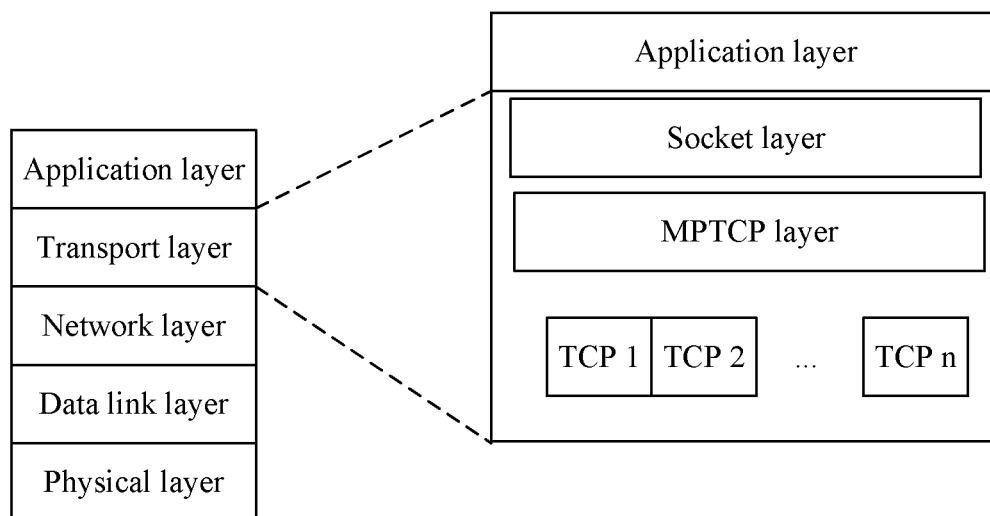 Application layer
Transport layer
Network layer
Data link layer
Physical layer
Application layer
Socket layer
MPTCP layer
TCP 1 TCP 2 ... TCP n